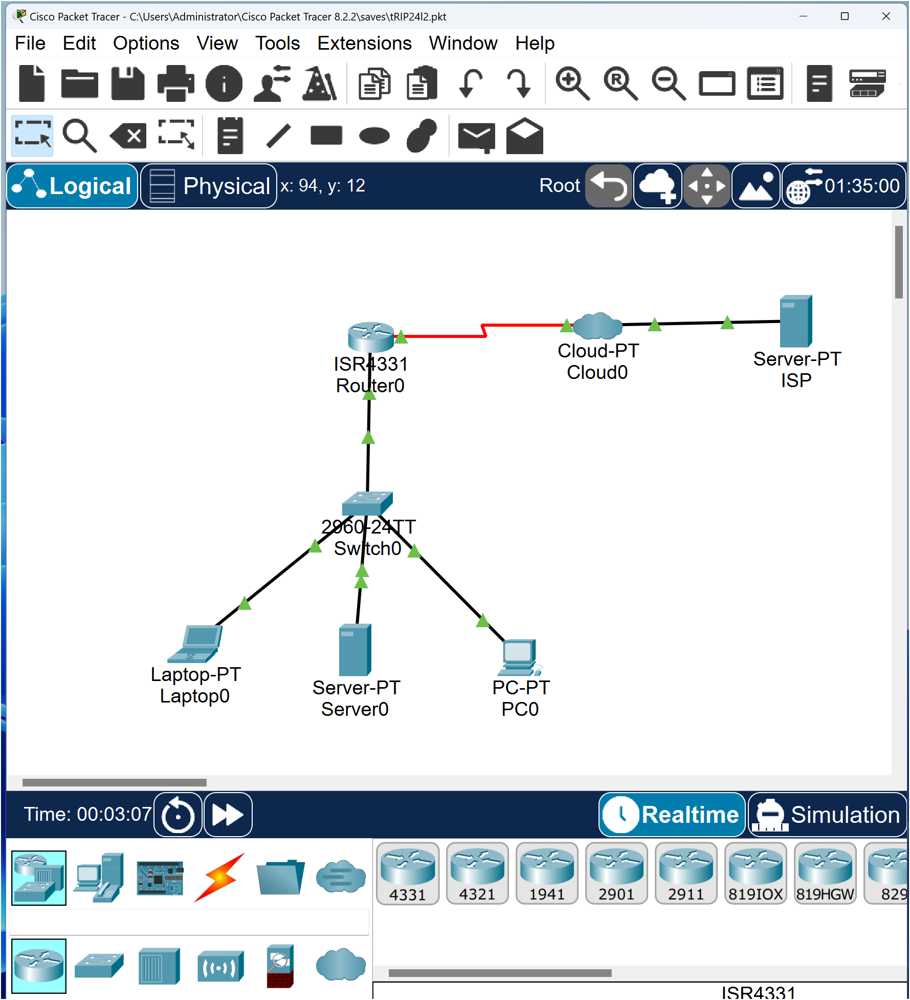 Cisco Packet Tracer - C:\Users\Administrator\Cisco Packet Tracer 8.2.2\saves\tRIP24l2.pkt
File Edit Options View Tools Extensions Window Help
Logical Physical x: 94, y: 12 Root 01:35:00
ISR4331
Router0
Cloud-PT
Cloud0
Server-PT
ISP
2960-24TT
Switch0
Laptop-PT
Laptop0
Server-PT
Server0
PC-PT
PC0
Time: 00:03:07 Realtime Simulation
4331 4321 1941 2901 2911 819IOX 819HGW 829
ISR4331